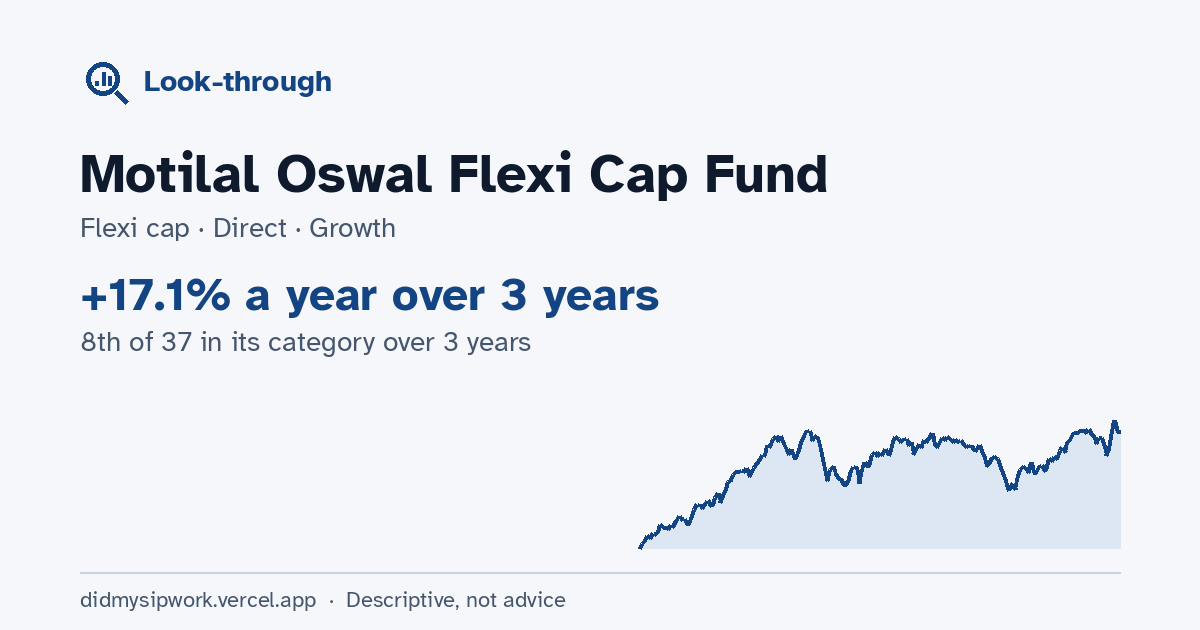 Look-through
Motilal Oswal Flexi Cap Fund
Flexi cap · Direct · Growth
+17.1% a year over 3 years
8th of 37 in its category over 3 years
didmysipwork.vercel.app · Descriptive, not advice